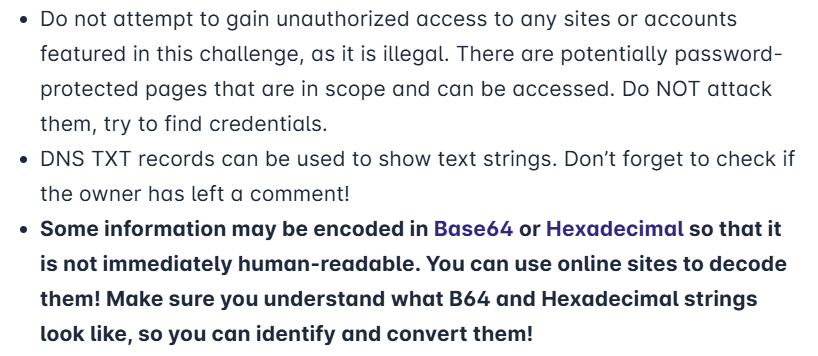 • Do not attempt to gain unauthorized access to any sites or accounts
featured in this challenge, as it is illegal. There are potentially password-
protected pages that are in scope and can be accessed. Do NOT attack
them, try to find credentials.
• DNS TXT records can be used to show text strings. Don’t forget to check if
the owner has left a comment!
• Some information may be encoded in Base64 or Hexadecimal so that it
is not immediately human-readable. You can use online sites to decode
them! Make sure you understand what B64 and Hexadecimal strings
look like, so you can identify and convert them!